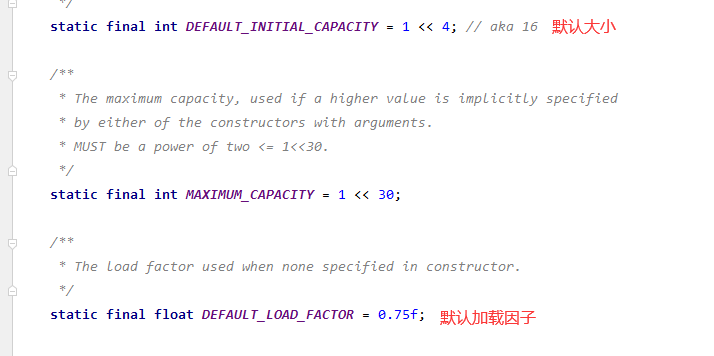 */
static final int DEFAULT_INITIAL_CAPACITY = 1 << 4; // aka 16 默认大小
/**
* The maximum capacity, used if a higher value is implicitly specified
* by either of the constructors with arguments.
* MUST be a power of two <= 1<<30.
*/
static final int MAXIMUM_CAPACITY = 1 << 30;
/**
* The load factor used when none specified in constructor.
*/
static final float DEFAULT_LOAD_FACTOR = 0.75f; 默认加载因子